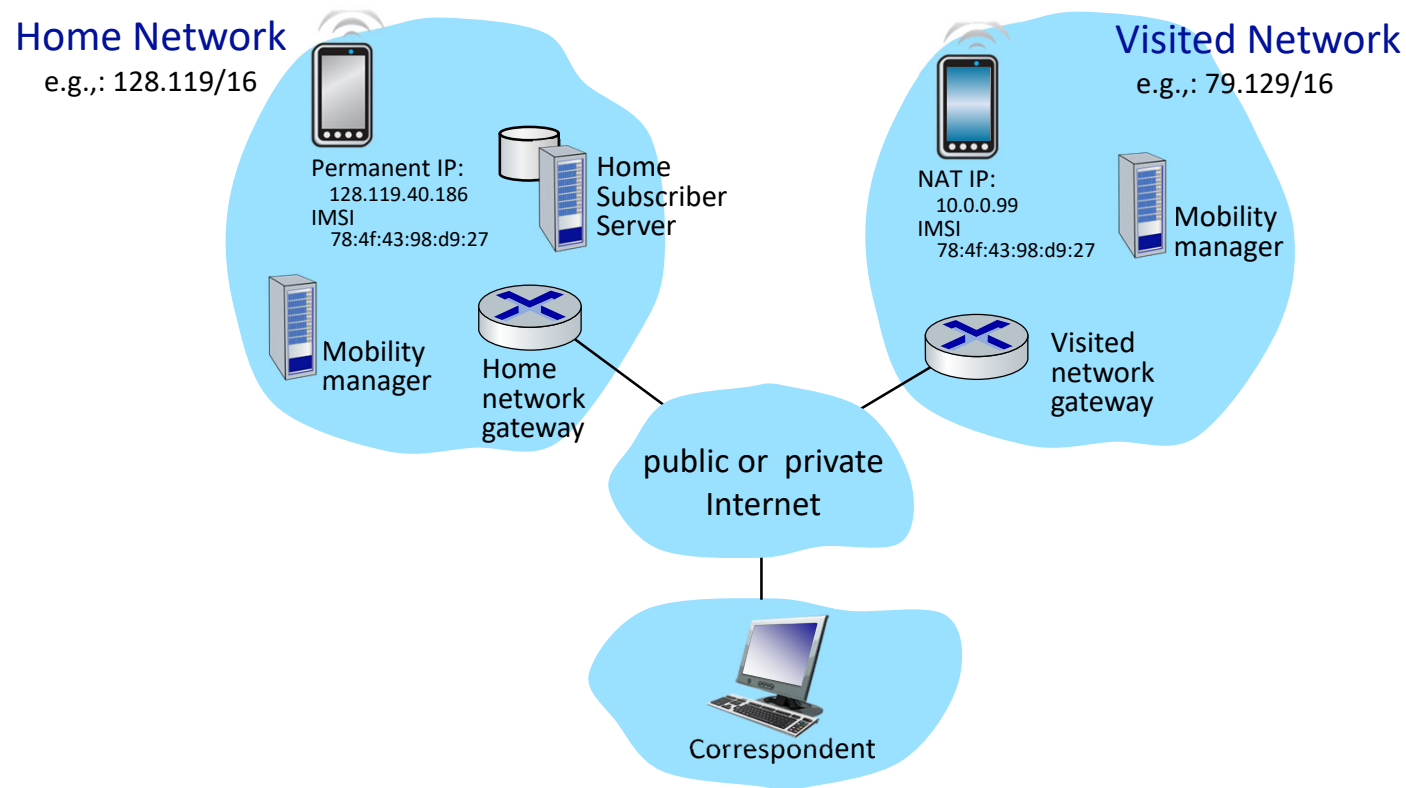 Home Network
e.g.,: 128.119/16
Permanent IP:
128.119.40.186
IMSI
78:4f:43:98:d9:27
Home
Subscriber
Server
Mobility
manager
Home
network
gateway
Visited Network
e.g.,: 79.129/16
NAT IP:
10.0.0.99
IMSI
78:4f:43:98:d9:27
Mobility
manager
Visited
network
gateway
public or private
Internet
Correspondent